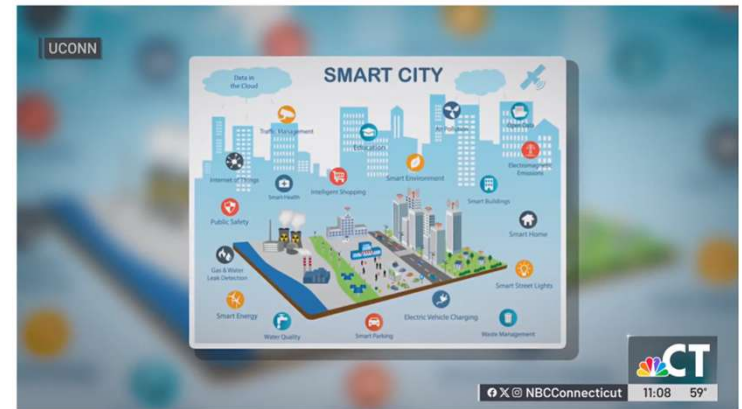 UCONN
SMART CITY
Data in
the Cloud
Traffic Management
Education
Air Pollution
Electromagnetic
Emissions
Internet of Things
Smart Health
Intelligent Shopping
Smart Environment
Smart Buildings
Public Safety
Smart Home
Gas & Water
Leak Detection
Smart Street Lights
Smart Energy
Electric Vehicle Charging
Water Quality
Smart Parking
Waste Management
CT
NBCConnecticut
11:08 59°